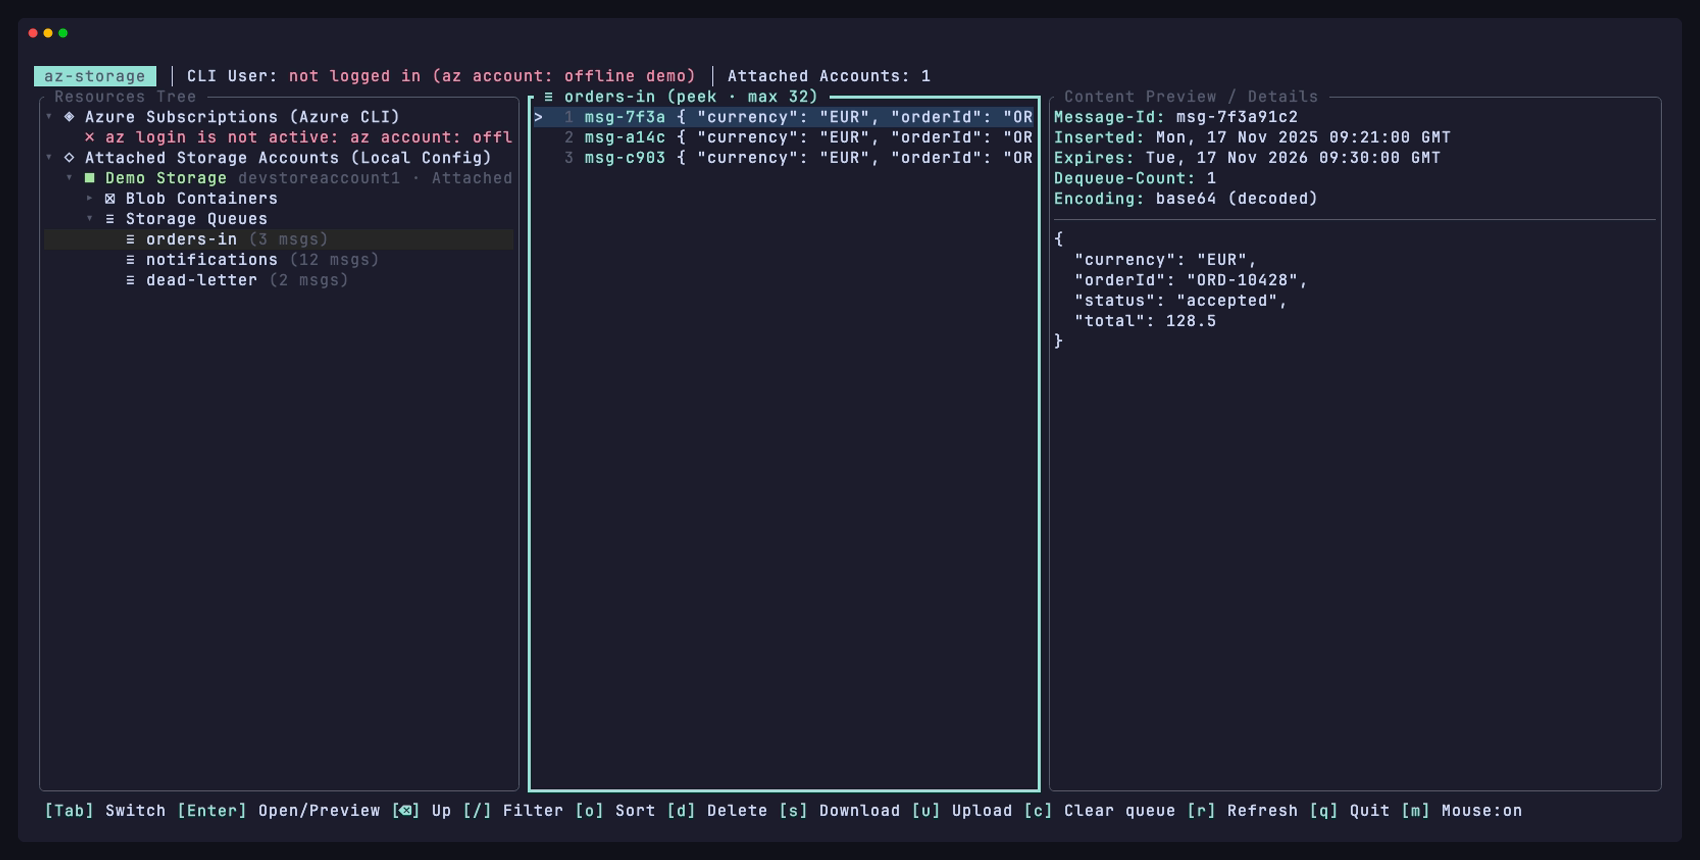 az-storage │ CLI User: not logged in (az account: offline demo) │ Attached Accounts: 1
Resources Tree
▾ ◈ Azure Subscriptions (Azure CLI)
✕ az login is not active: az account: offl
▾ ◇ Attached Storage Accounts (Local Config)
▾ ■ Demo Storage devstoreaccount1 · Attached
▸ ⊠ Blob Containers
▾ ≡ Storage Queues
≡ orders-in (3 msgs)
≡ notifications (12 msgs)
≡ dead-letter (2 msgs)
≡ orders-in (peek · max 32)
> 1 msg-7f3a { "currency": "EUR", "orderId": "OR
2 msg-a14c { "currency": "EUR", "orderId": "OR
3 msg-c903 { "currency": "EUR", "orderId": "OR
Content Preview / Details
Message-Id: msg-7f3a91c2
Inserted: Mon, 17 Nov 2025 09:21:00 GMT
Expires: Tue, 17 Nov 2026 09:30:00 GMT
Dequeue-Count: 1
Encoding: base64 (decoded)
{
"currency": "EUR",
"orderId": "ORD-10428",
"status": "accepted",
"total": 128.5
}
[Tab] Switch [Enter] Open/Preview [⌫] Up [/] Filter [o] Sort [d] Delete [s] Download [u] Upload [c] Clear queue [r] Refresh [q] Quit [m] Mouse:on